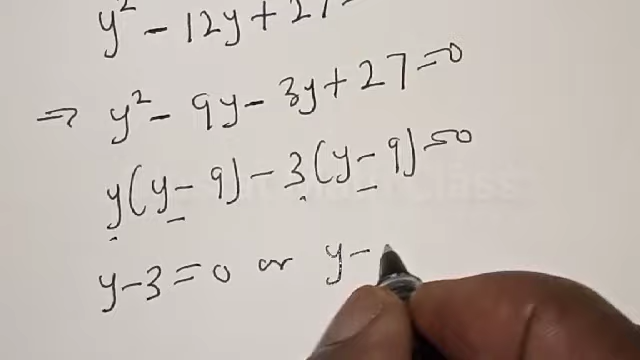 y² - 12y + 27
⇒ y² - 9y - 3y + 27 = 0
y(y - 9) - 3(y - 9) = 0
y - 3 = 0 or y -